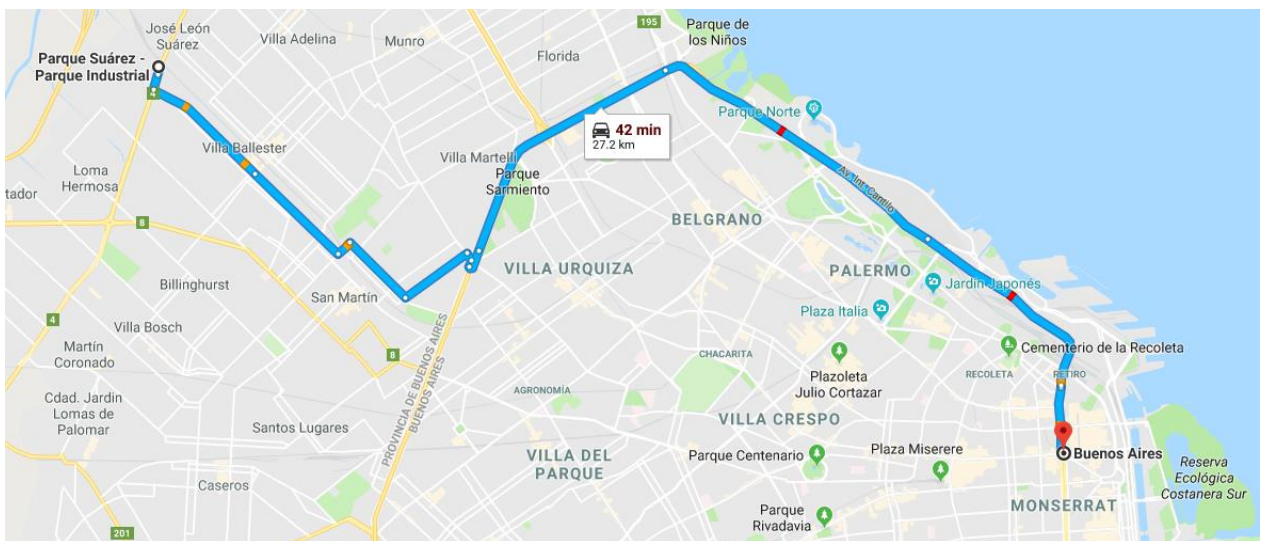 195
Parque de
los Niños
José León
Suárez
Villa Adelina
Munro
Florida
Parque Suárez -
Parque Industrial
4
Parque Norte
42 min
27.2 km
Villa Ballester
Villa Martelli
Parque
Sarmiento
Loma
Hermosa
tador
Av. Int. Cantilo
8
BELGRANO
VILLA URQUIZA
PALERMO
Jardín Japonés
Billinghurst
San Martín
Plaza Italia
4
Villa Bosch
Martín
Coronado
8
PROVINCIA DE BUENOS AIRES
BUENOS AIRES
CHACARITA
Cementerio de la Recoleta
Plazoleta
Julio Cortazar
RECOLETA
RETIRO
AGRONOMÍA
Cdad. Jardin
Lomas de
Palomar
Santos Lugares
VILLA CRESPO
VILLA DEL
PARQUE
Parque Centenario
Plaza Miserere
Buenos Aires
Reserva
Ecológica
Costanera Sur
Caseros
MONSERRAT
Parque
Rivadavia
201